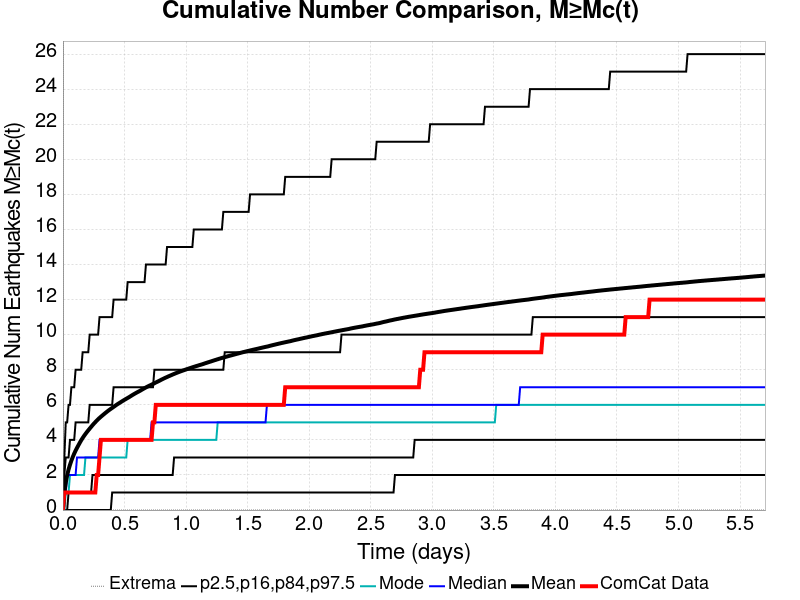 Cumulative Number Comparison, M≥Mc(t)
Cumulative Num Earthquakes M≥Mc(t)
26
24
22
20
18
16
14
12
10
8
6
4
2
0
0.0 0.5 1.0 1.5 2.0 2.5 3.0 3.5 4.0 4.5 5.0 5.5
Time (days)
Extrema p2.5,p16,p84,p97.5 Mode Median Mean ComCat Data